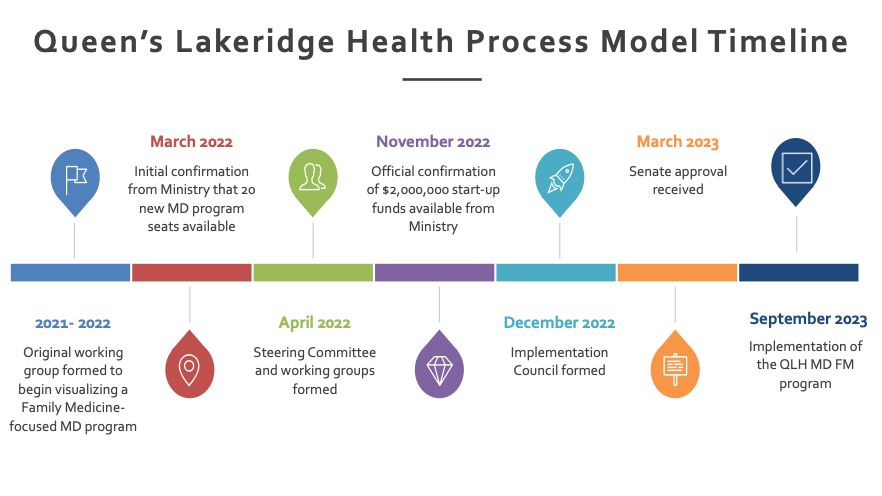 Queen's Lakeridge Health Process Model Timeline
March 2022
Initial confirmation
from Ministry that 20
new MD program
seats available
November 2022
Official confirmation
of $2,000,000 start-up
funds available from
Ministry
March 2023
Senate approval
received
2021- 2022
Original working
group formed to
begin visualizing a
Family Medicine-
focused MD program
April 2022
Steering Committee
and working groups
formed
December 2022
Implementation
Council formed
September 2023
Implementation of
the QLH MD FM
program